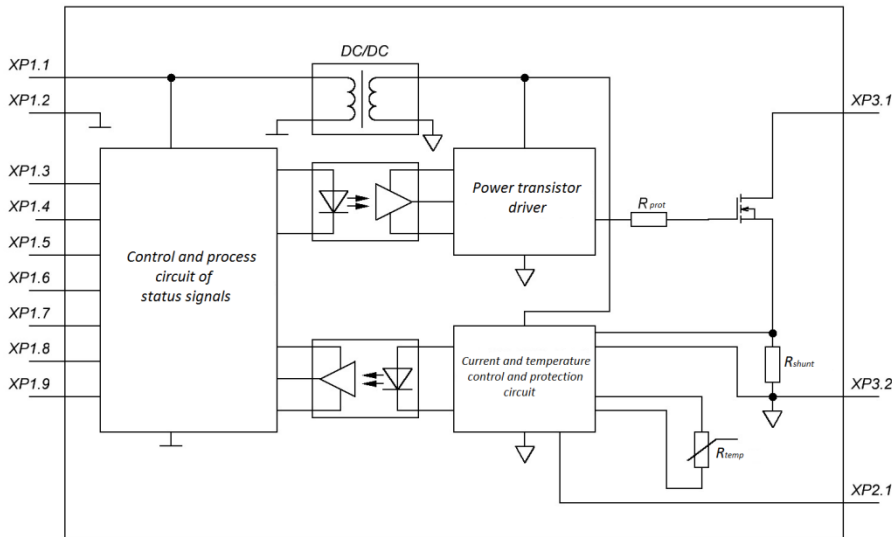 DC/DC
XP1.1
XP1.2
XP3.1
XP1.3
XP1.4
XP1.5
XP1.6
XP1.7
XP1.8
XP1.9
Control and process
circuit of
status signals
Power transistor
driver
R prot
Current and temperature
control and protection
circuit
Rshunt
XP3.2
Rtemp
XP2.1